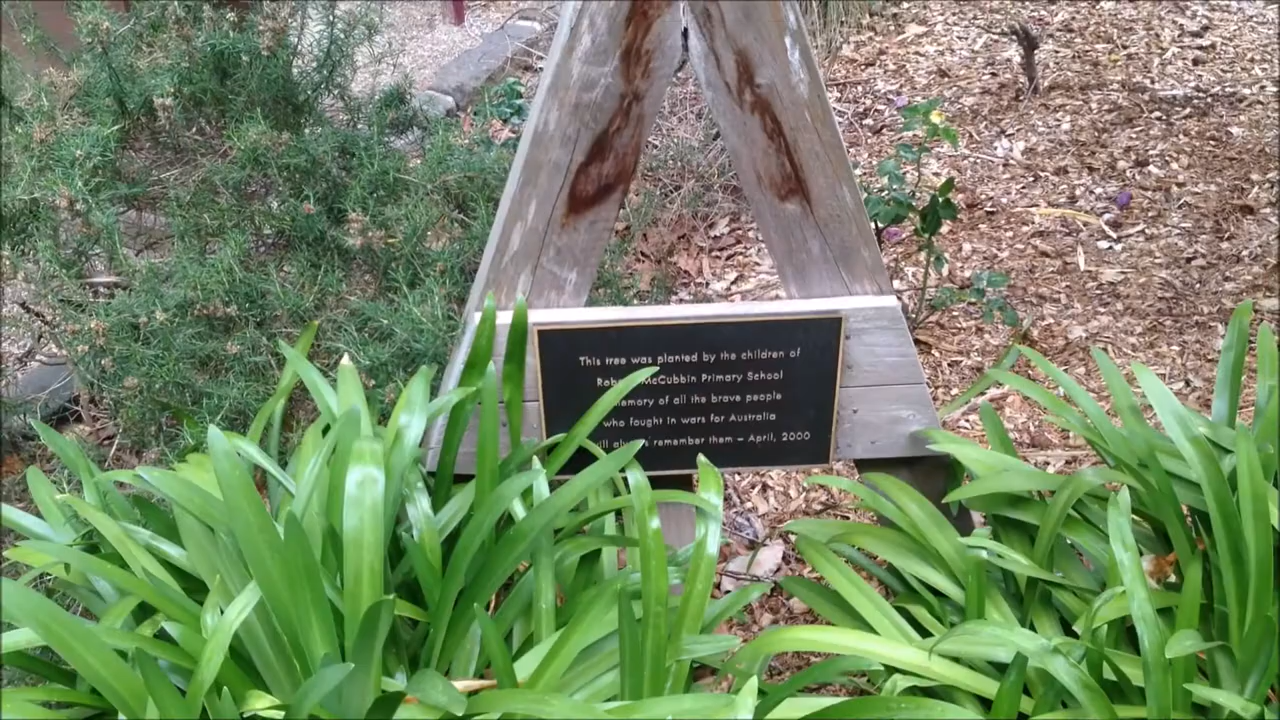 This tree was planted by the children of
McCubbin Primary School
memory of all the brave people
who fought in wars for Australia
remember them – April, 2000